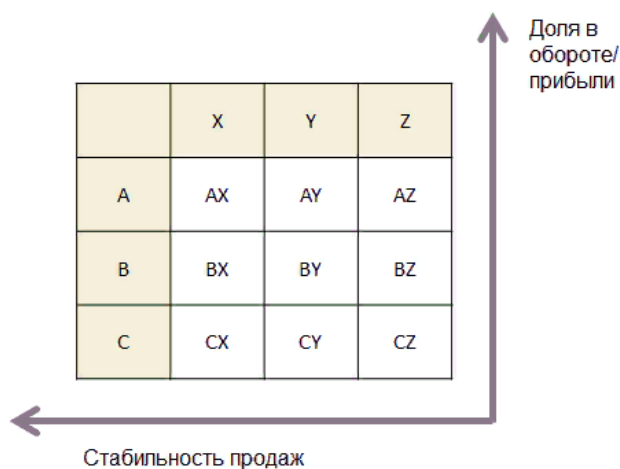 Доля в
обороте/
прибыли
X Y Z
A AX AY AZ
B BX BY BZ
C CX CY CZ
Стабильность продаж